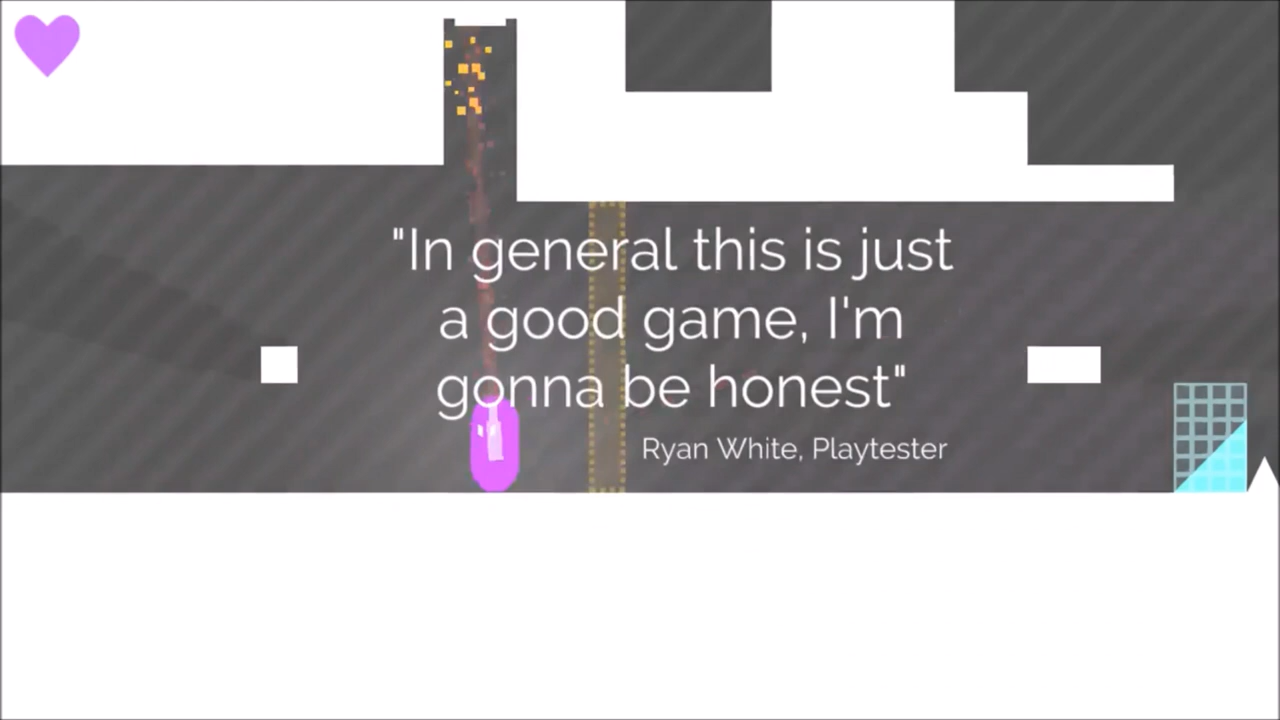 "In general this is just
a good game, I'm
gonna be honest"
Ryan White, Playtester